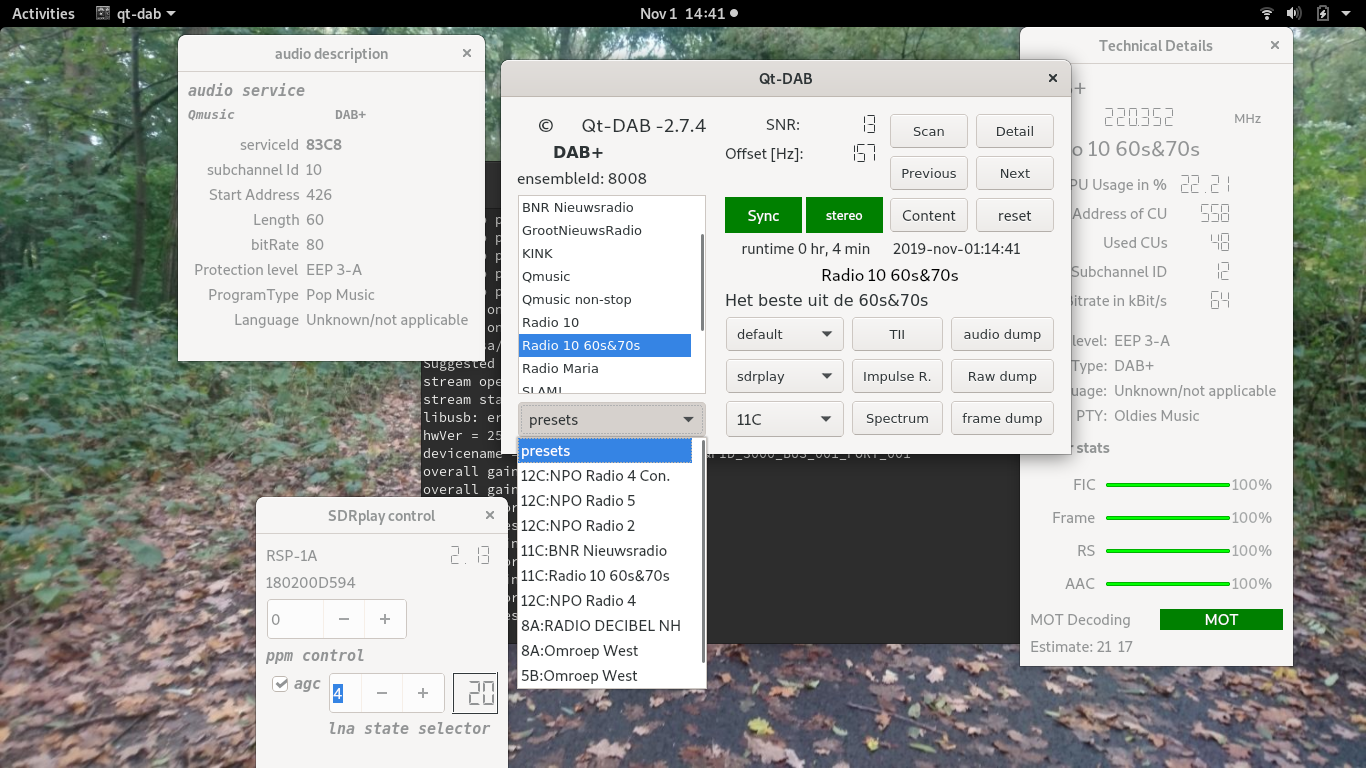 Activities qt-dab Nov 1 14:41
audio description
audio service
Qmusic DAB+
serviceId 83C8
subchannel Id 10
Start Address 426
Length 60
bitRate 80
Protection level EEP 3-A
ProgramType Pop Music
Language Unknown/not applicable
Qt-DAB
© Qt-DAB -2.7.4
DAB+
ensembleId: 8008
BNR Nieuwsradio
GrootNieuwsRadio
KINK
Qmusic
Qmusic non-stop
Radio 10
Radio 10 60s&70s
Radio Maria
SLAM!
presets
presets
12C:NPO Radio 4 Con.
12C:NPO Radio 5
12C:NPO Radio 2
11C:BNR Nieuwsradio
11C:Radio 10 60s&70s
12C:NPO Radio 4
8A:RADIO DECIBEL NH
8A:Omroep West
5B:Omroep West
SNR: 13
Offset [Hz]: 157
Scan Detail
Previous Next
Sync stereo Content reset
runtime 0 hr, 4 min 2019-nov-01:14:41
Radio 10 60s&70s
Het beste uit de 60s&70s
default TII audio dump
sdrplay Impulse R. Raw dump
11C Spectrum frame dump
Suggested
stream ope
stream sta
libusb: er
hwVer = 25
devicename
overall gain
overall gain
SDRplay control
RSP-1A 2.13
180200D594
0 − +
ppm control
agc 4 − + 20
lna state selector
Technical Details
220352 MHz
o 10 60s&70s
PU Usage in % 22.21
Address of CU 558
Used CUs 48
Subchannel ID 12
Bitrate in kBit/s 64
level: EEP 3-A
Type: DAB+
uage: Unknown/not applicable
PTY: Oldies Music
r stats
FIC 100%
Frame 100%
RS 100%
AAC 100%
MOT Decoding MOT
Estimate: 21 17